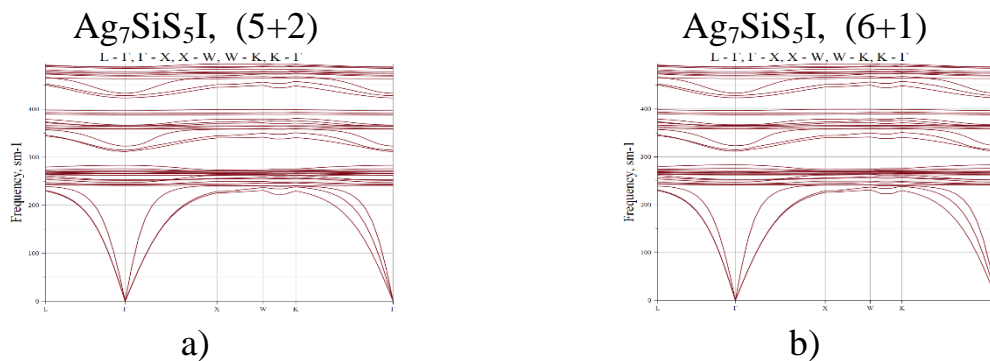 Ag₇SiS₅I, (5+2)
L - Γ, Γ - X, X - W, W - K, K - Γ
Frequency, sm-1
400
300
200
100
0
L Γ X W K Γ
a)
Ag₇SiS₅I, (6+1)
L - Γ, Γ - X, X - W, W - K, K - Γ
Frequency, sm-1
400
300
200
100
0
L Γ X W K
b)